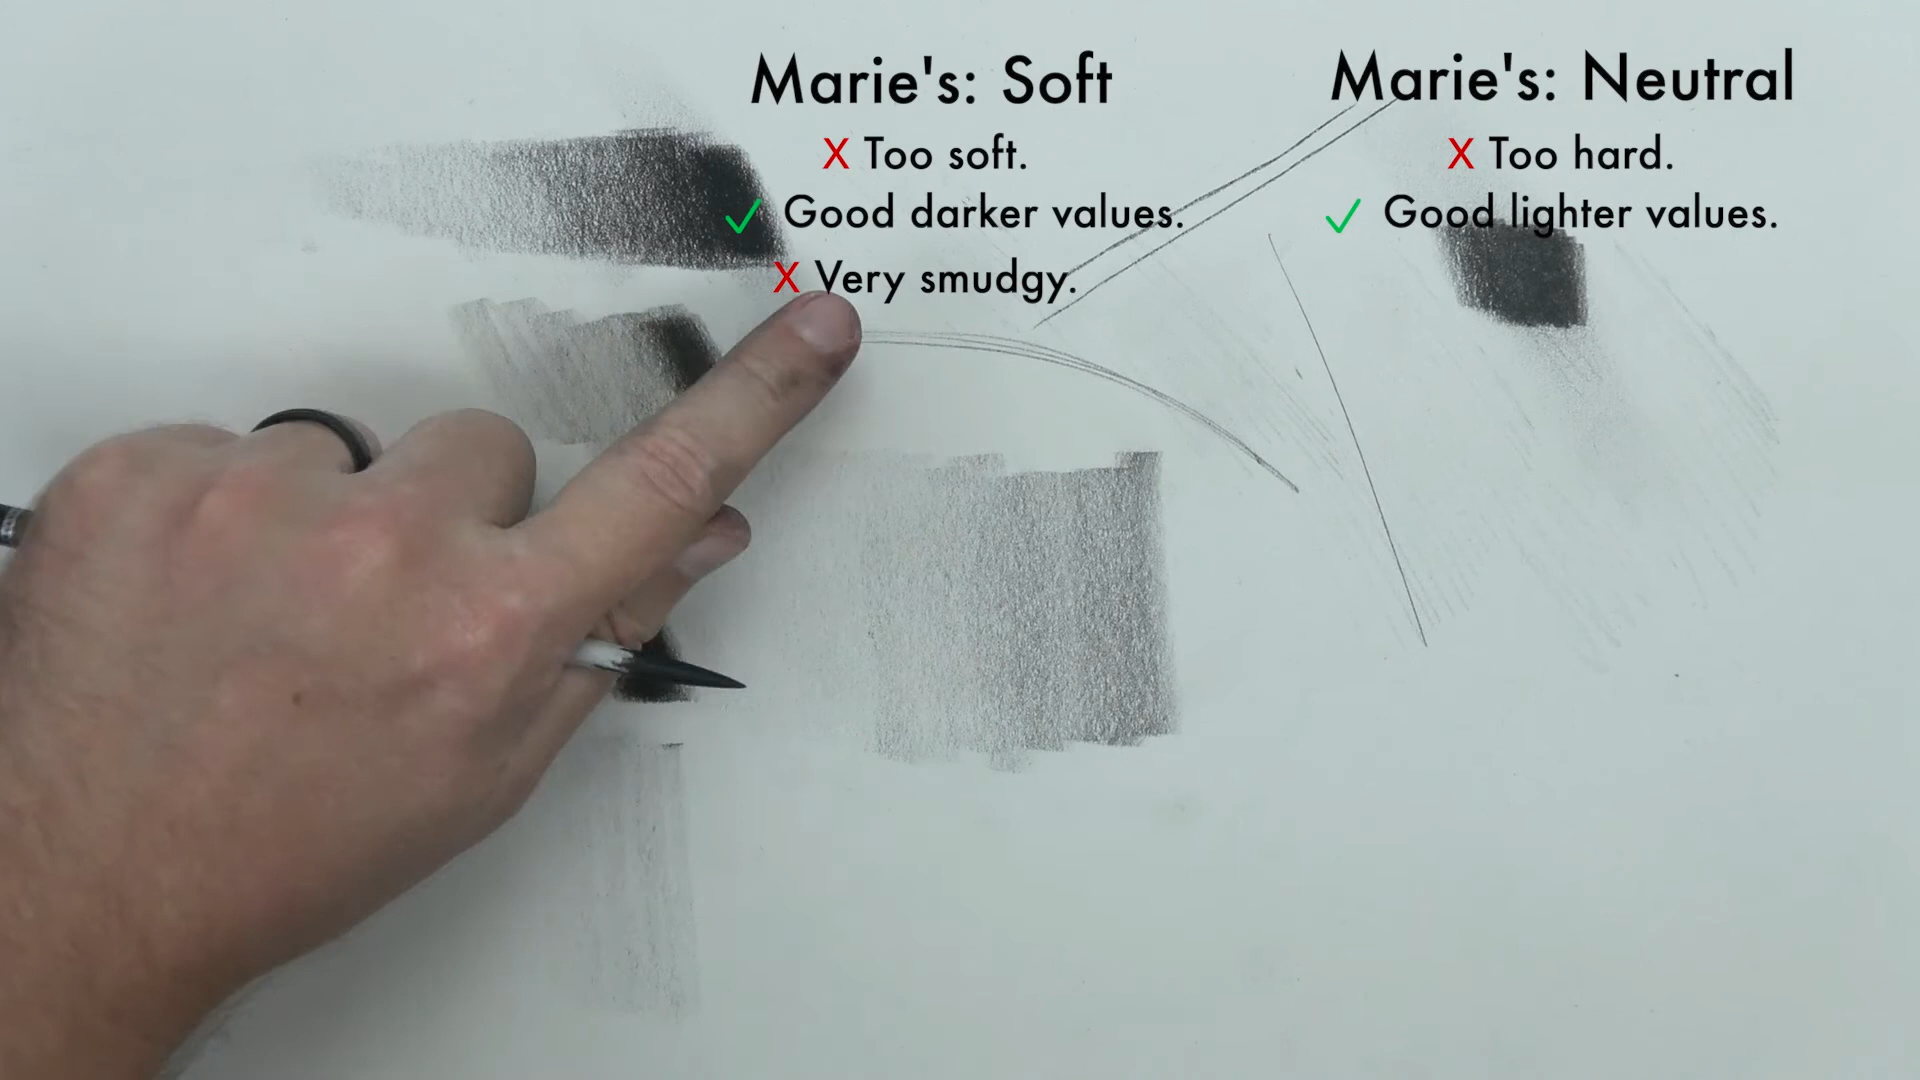 Marie's: Soft
X Too soft.
✓ Good darker values.
X Very smudgy.
Marie's: Neutral
X Too hard.
✓ Good lighter values.